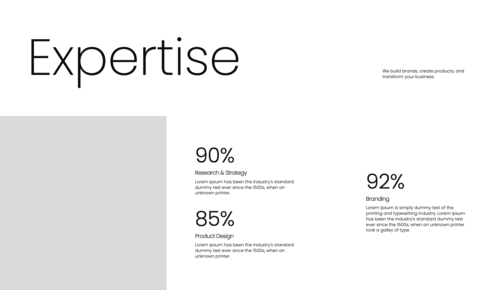 Expertise
We build brands, create products, and
transform your business
90%
Research & Strategy
Lorem Ipsum has been the industry's standard
dummy text ever since the 1500s, when an
unknown printer.
85%
Product Design
Lorem Ipsum has been the industry's standard
dummy text ever since the 1500s, when an
unknown printer.
92%
Branding
Lorem Ipsum is simply dummy text of the
printing and typesetting industry. Lorem Ipsum
has been the industry's standard dummy text
ever since the 1500s, when an unknown printer
took a galley of type.